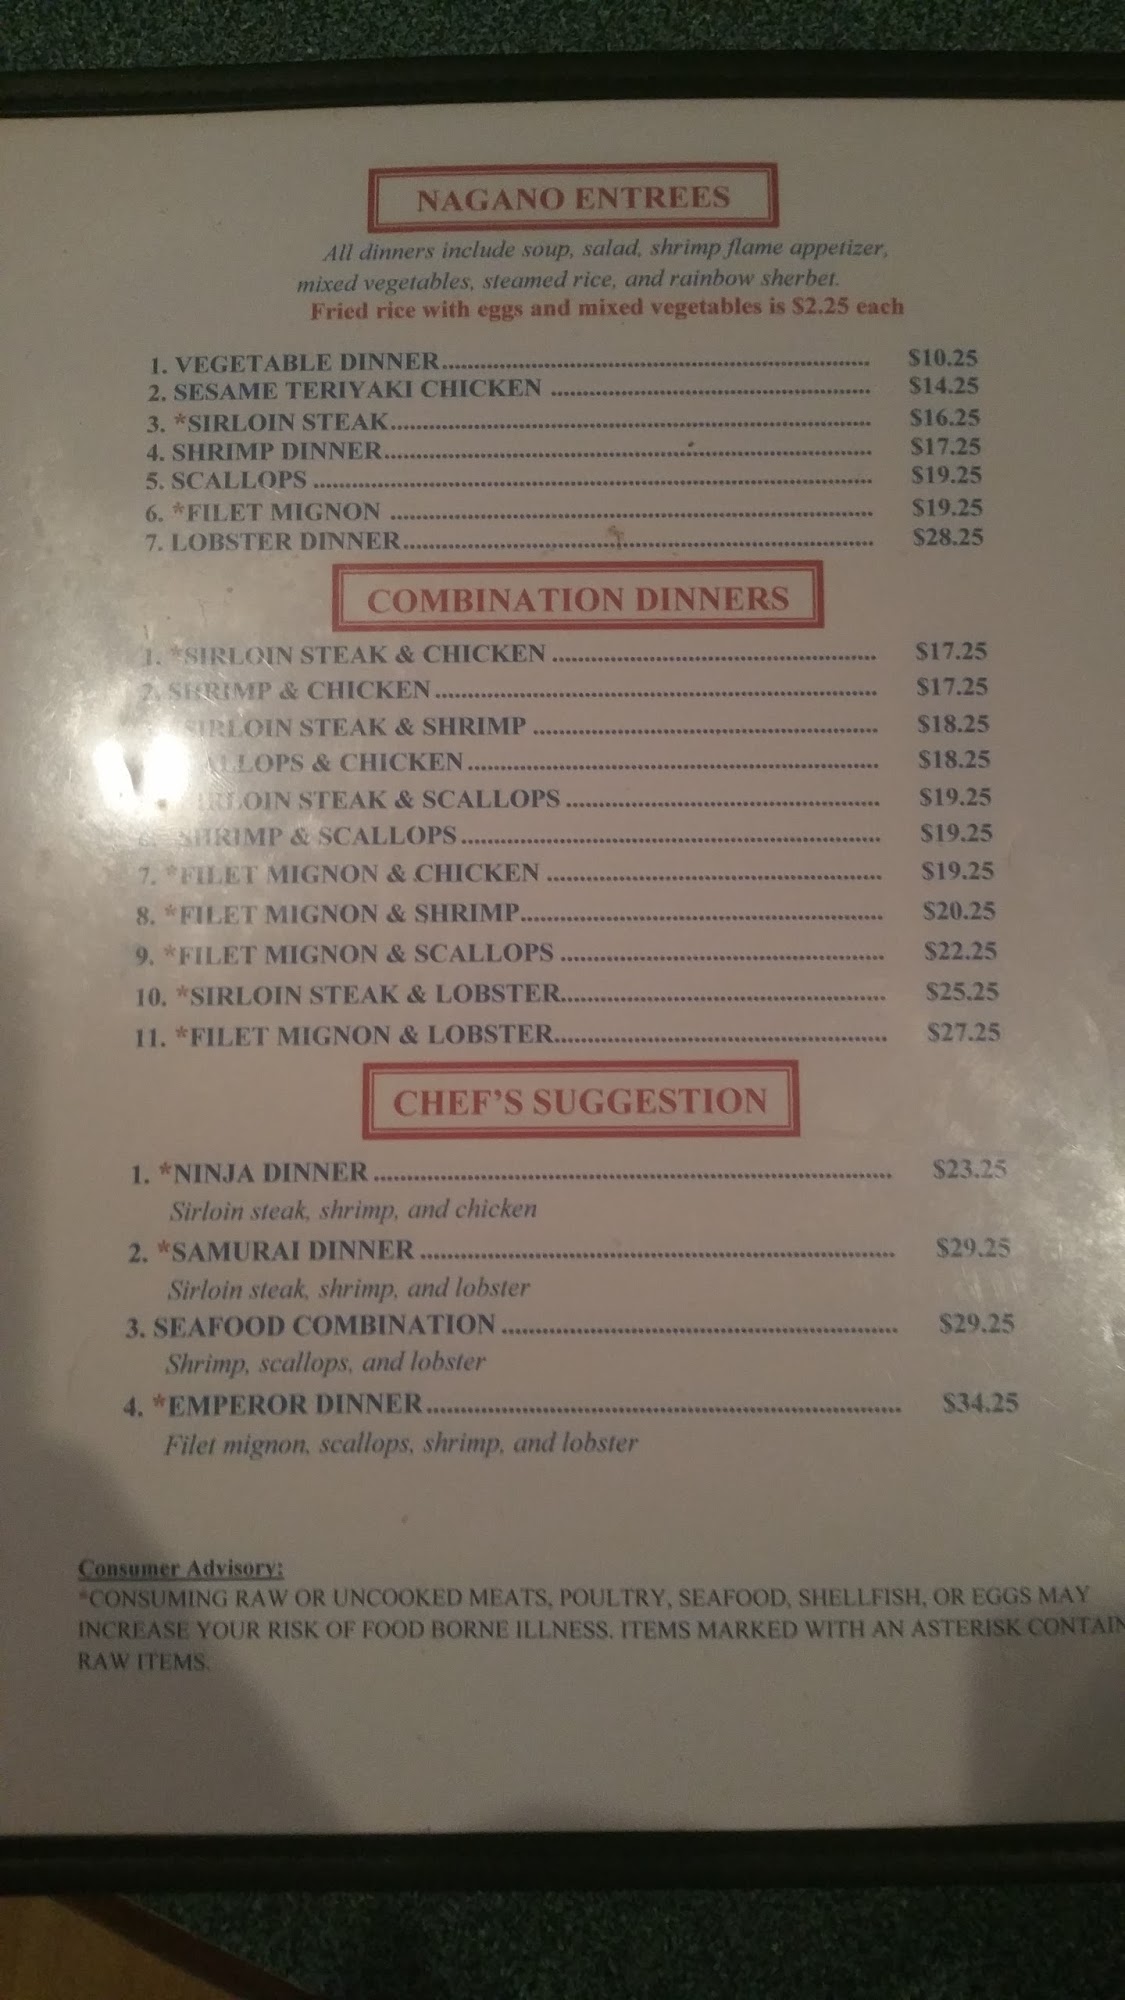 NAGANO ENTREES
All dinners include soup, salad, shrimp flame appetizer,
mixed vegetables, steamed rice, and rainbow sherbet.
Fried rice with eggs and mixed vegetables is $2.25 each
1. VEGETABLE DINNER $10.25
2. SESAME TERIYAKI CHICKEN $14.25
3. *SIRLOIN STEAK $16.25
4. SHRIMP DINNER $17.25
5. SCALLOPS $19.25
6. *FILET MIGNON $19.25
7. LOBSTER DINNER $28.25
COMBINATION DINNERS
1. *SIRLOIN STEAK & CHICKEN $17.25
2. SHRIMP & CHICKEN $17.25
SIRLOIN STEAK & SHRIMP $18.25
& CHICKEN $18.25
STEAK & SCALLOPS $19.25
6. SHRIMP & SCALLOPS $19.25
7. *FILET MIGNON & CHICKEN $19.25
8. *FILET MIGNON & SHRIMP $20.25
9. *FILET MIGNON & SCALLOPS $22.25
10. *SIRLOIN STEAK & LOBSTER $25.25
11. *FILET MIGNON & LOBSTER $27.25
CHEF'S SUGGESTION
1. *NINJA DINNER $23.25
Sirloin steak, shrimp, and chicken
2. *SAMURAI DINNER $29.25
Sirloin steak, shrimp, and lobster
3. SEAFOOD COMBINATION $29.25
Shrimp, scallops, and lobster
4. *EMPEROR DINNER $34.25
Filet mignon, scallops, shrimp, and lobster
Consumer Advisory:
*CONSUMING RAW OR UNCOOKED MEATS, POULTRY, SEAFOOD, SHELLFISH, OR EGGS MAY
INCREASE YOUR RISK OF FOOD BORNE ILLNESS. ITEMS MARKED WITH AN ASTERISK CONTAIN
RAW ITEMS.